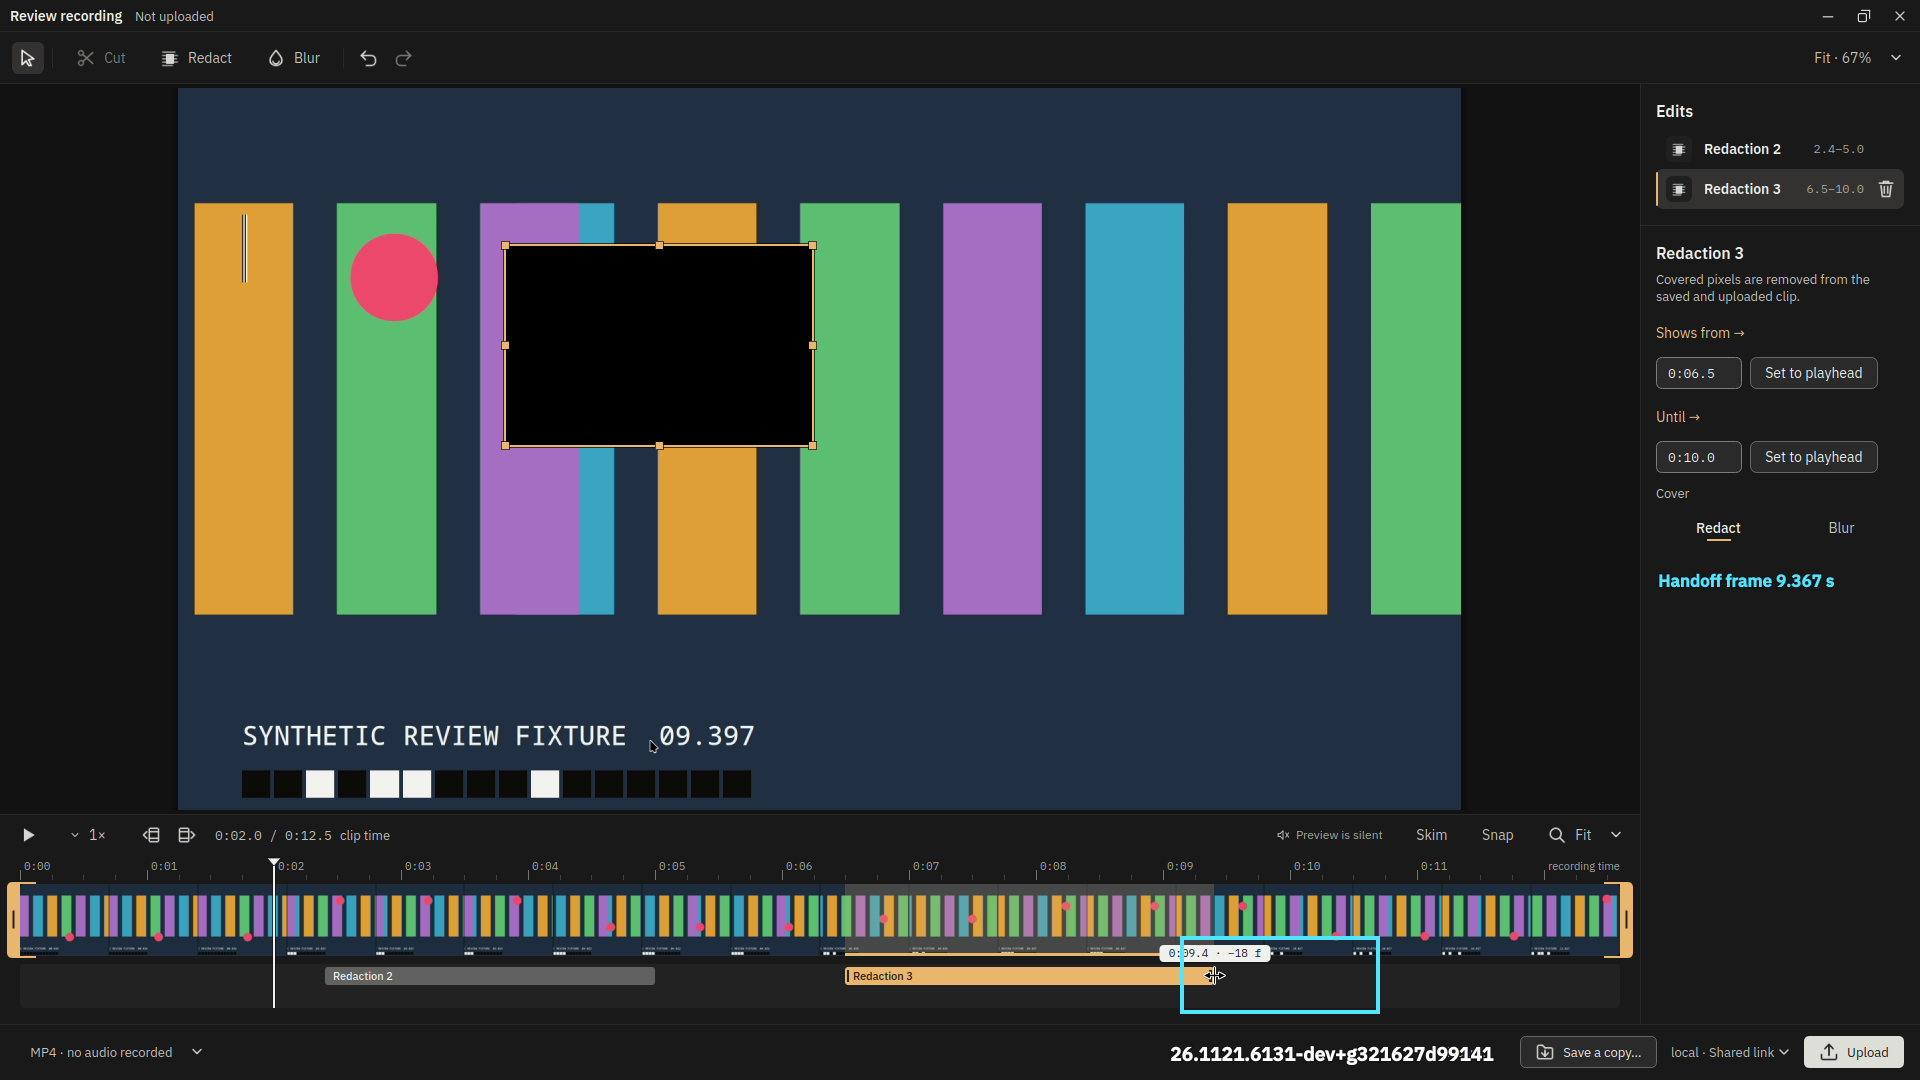 Review recording Not uploaded
Cut Redact Blur Fit · 67%
Edits
Redaction 2 2.4–5.0
Redaction 3 6.5–10.0
Redaction 3
Covered pixels are removed from the
saved and uploaded clip.
Shows from →
0:06.5 Set to playhead
Until →
0:10.0 Set to playhead
Cover
Redact Blur
Handoff frame 9.367 s
SYNTHETIC REVIEW FIXTURE 09.397
1× 0:02.0 / 0:12.5 clip time Preview is silent Skim Snap Fit
0:00 0:01 0:02 0:03 0:04 0:05 0:06 0:07 0:08 0:09 0:10 0:11 recording time
0:09.4 · −18 f
Redaction 2 Redaction 3
MP4 · no audio recorded 26.1121.6131-dev+g321627d99141 Save a copy... local · Shared link Upload